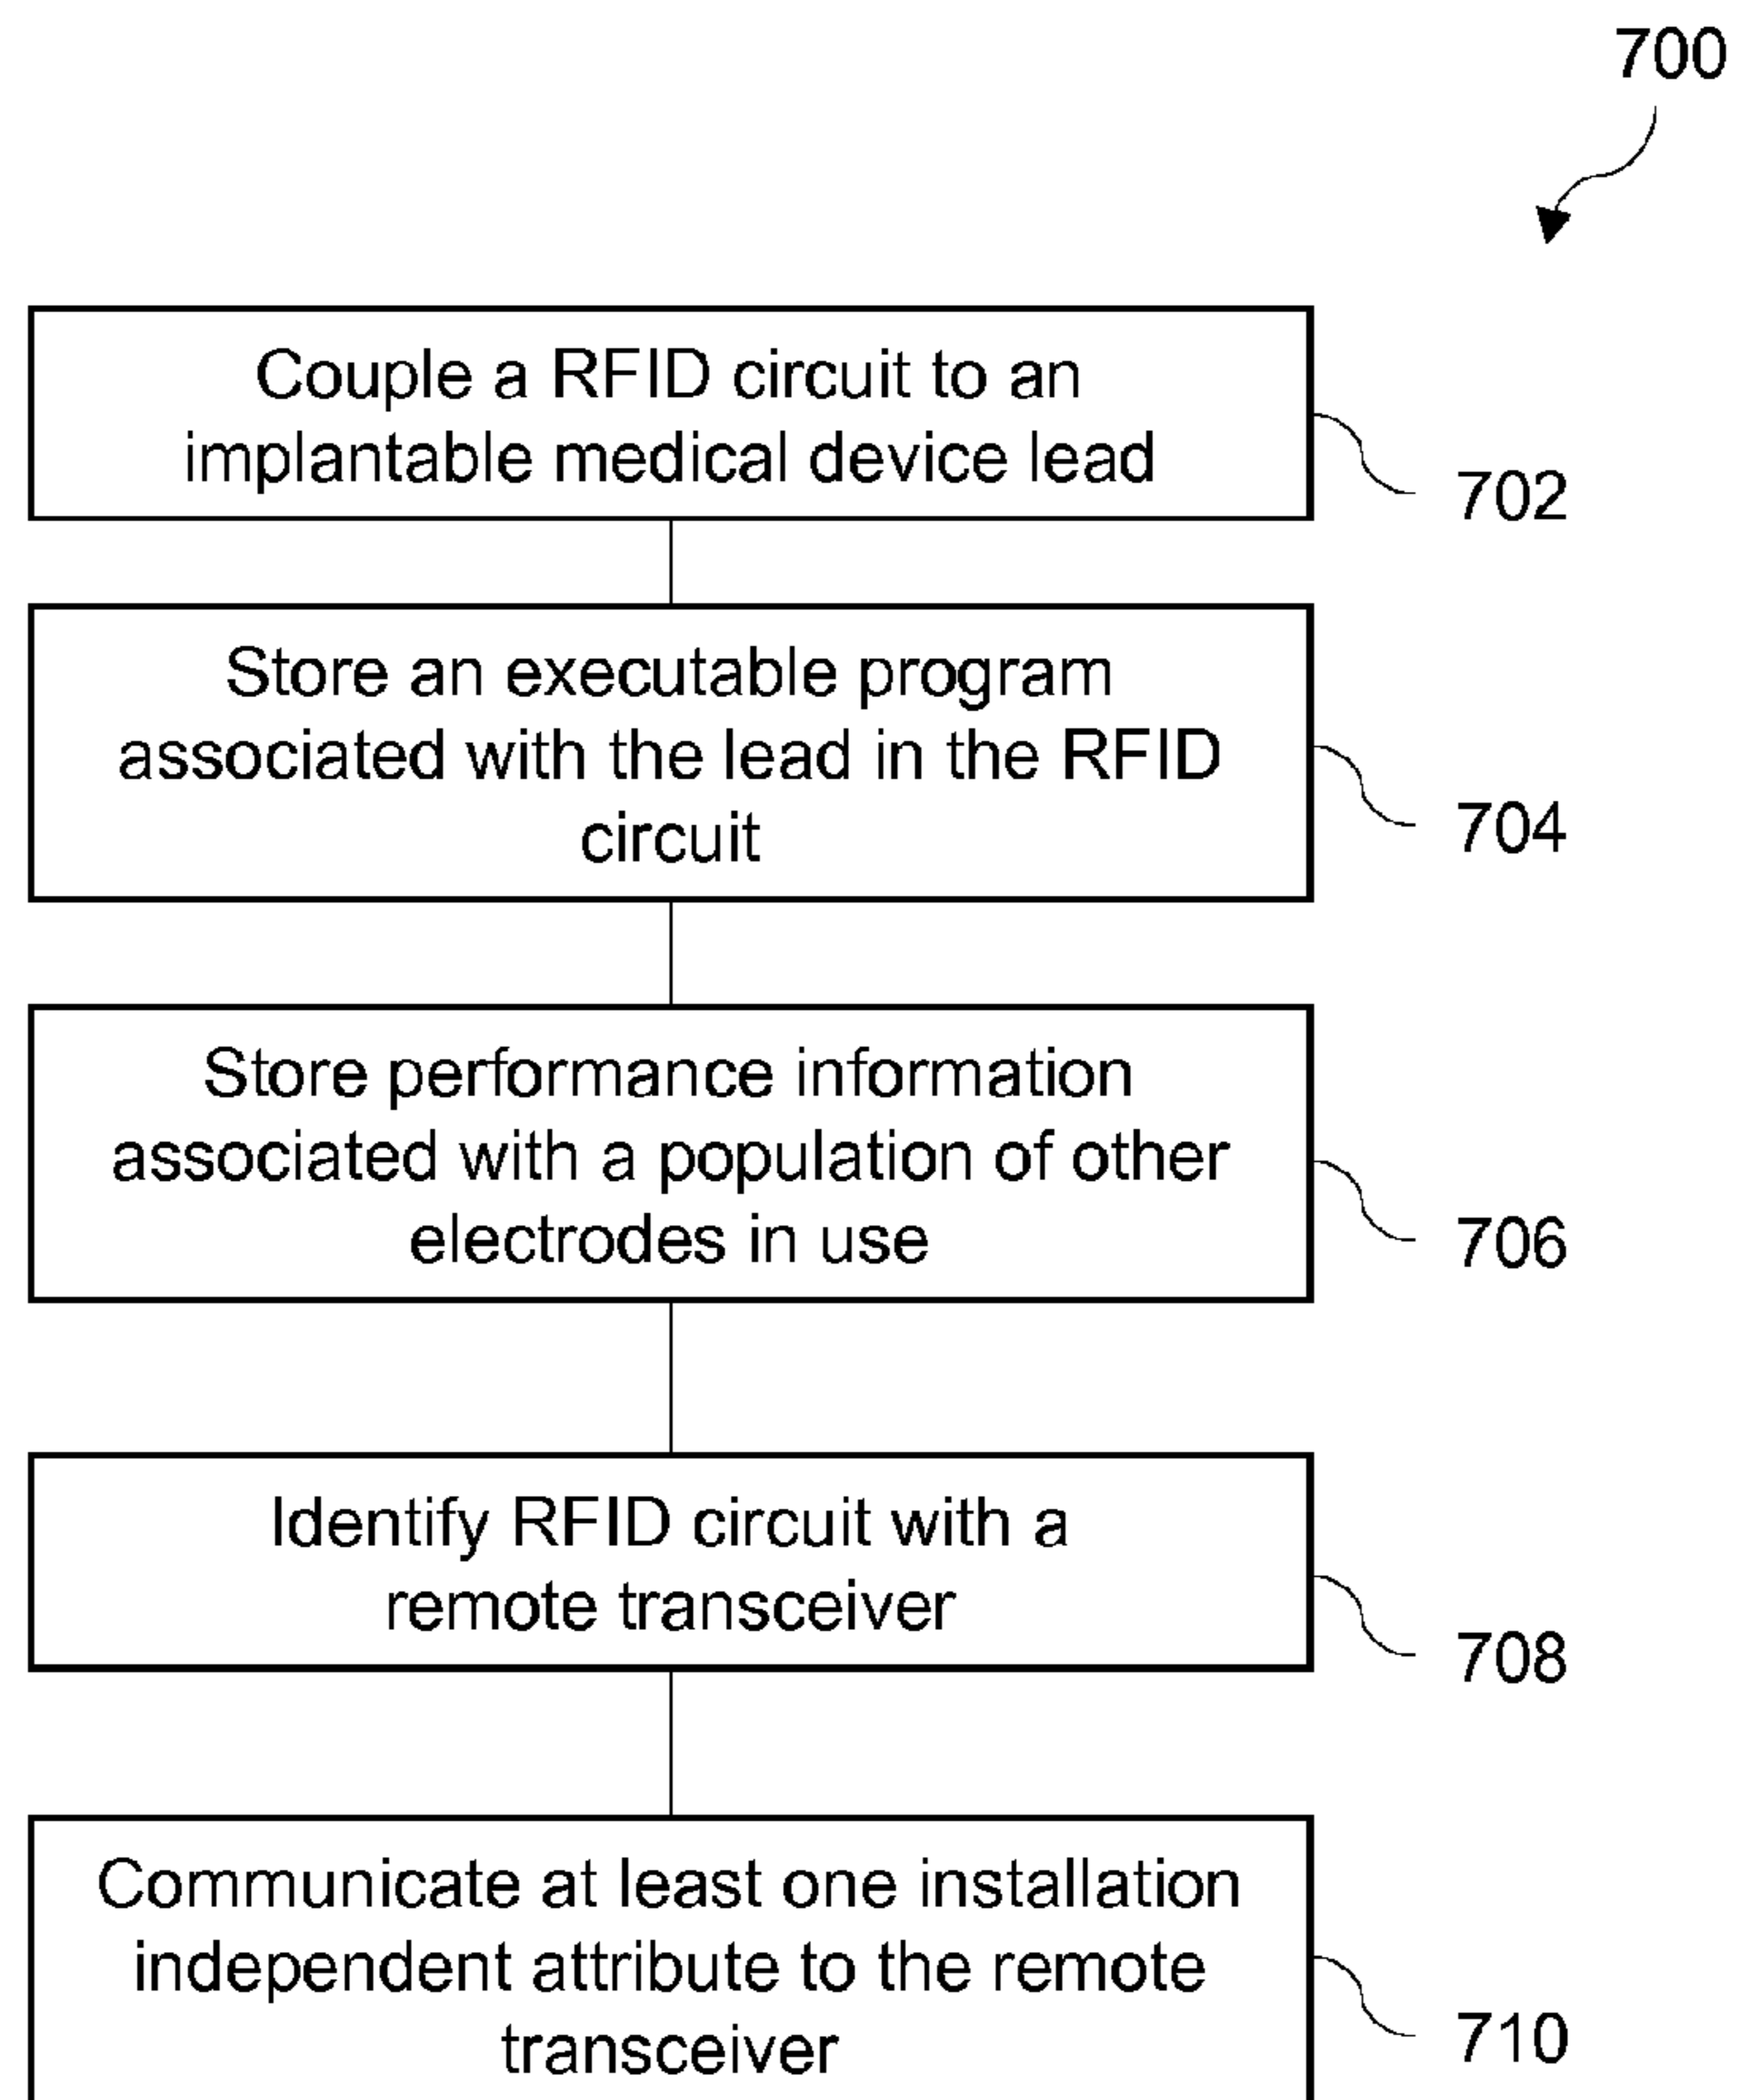 700
Couple a RFID circuit to an
implantable medical device lead
702
Store an executable program
associated with the lead in the RFID
circuit
704
Store performance information
associated with a population of other
electrodes in use
706
Identify RFID circuit with a
remote transceiver
708
Communicate at least one installation
independent attribute to the remote
transceiver
710